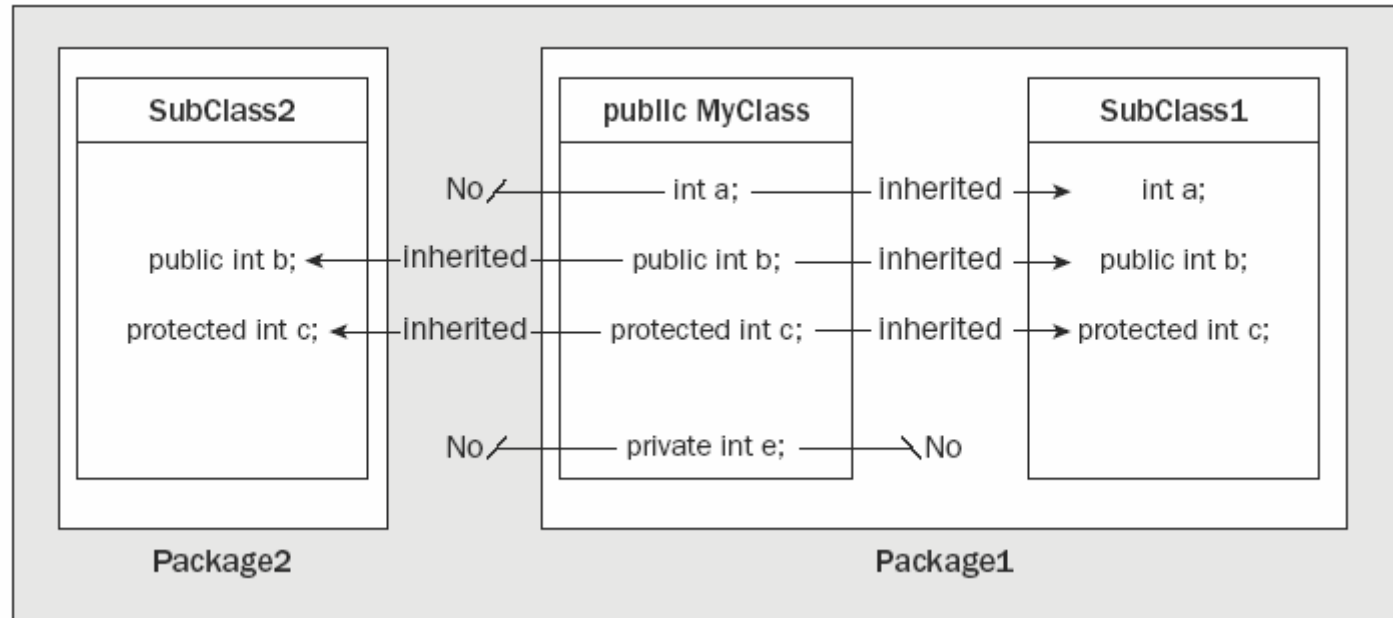 SubClass2 public MyClass SubClass1
No int a; inherited int a;
public int b; inherited public int b; inherited public int b;
protected int c; inherited protected int c; inherited protected int c;
No private int e; No
Package2 Package1